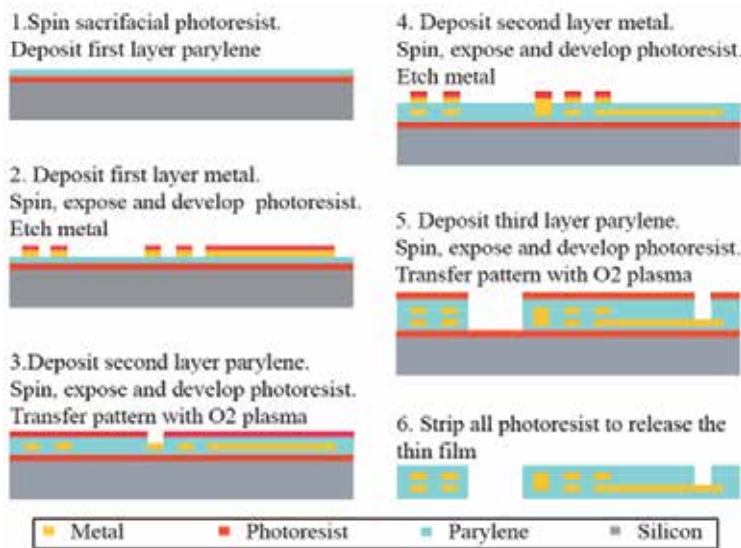 1.Spin sacrifacial photoresist.
Deposit first layer parylene
2. Deposit first layer metal.
Spin, expose and develop photoresist.
Etch metal
3.Deposit second layer parylene.
Spin, expose and develop photoresist.
Transfer pattern with O2 plasma
4. Deposit second layer metal.
Spin, expose and develop photoresist.
Etch metal
5. Deposit third layer parylene.
Spin, expose and develop photoresist.
Transfer pattern with O2 plasma
6. Strip all photoresist to release the
thin film
Metal Photoresist Parylene Silicon